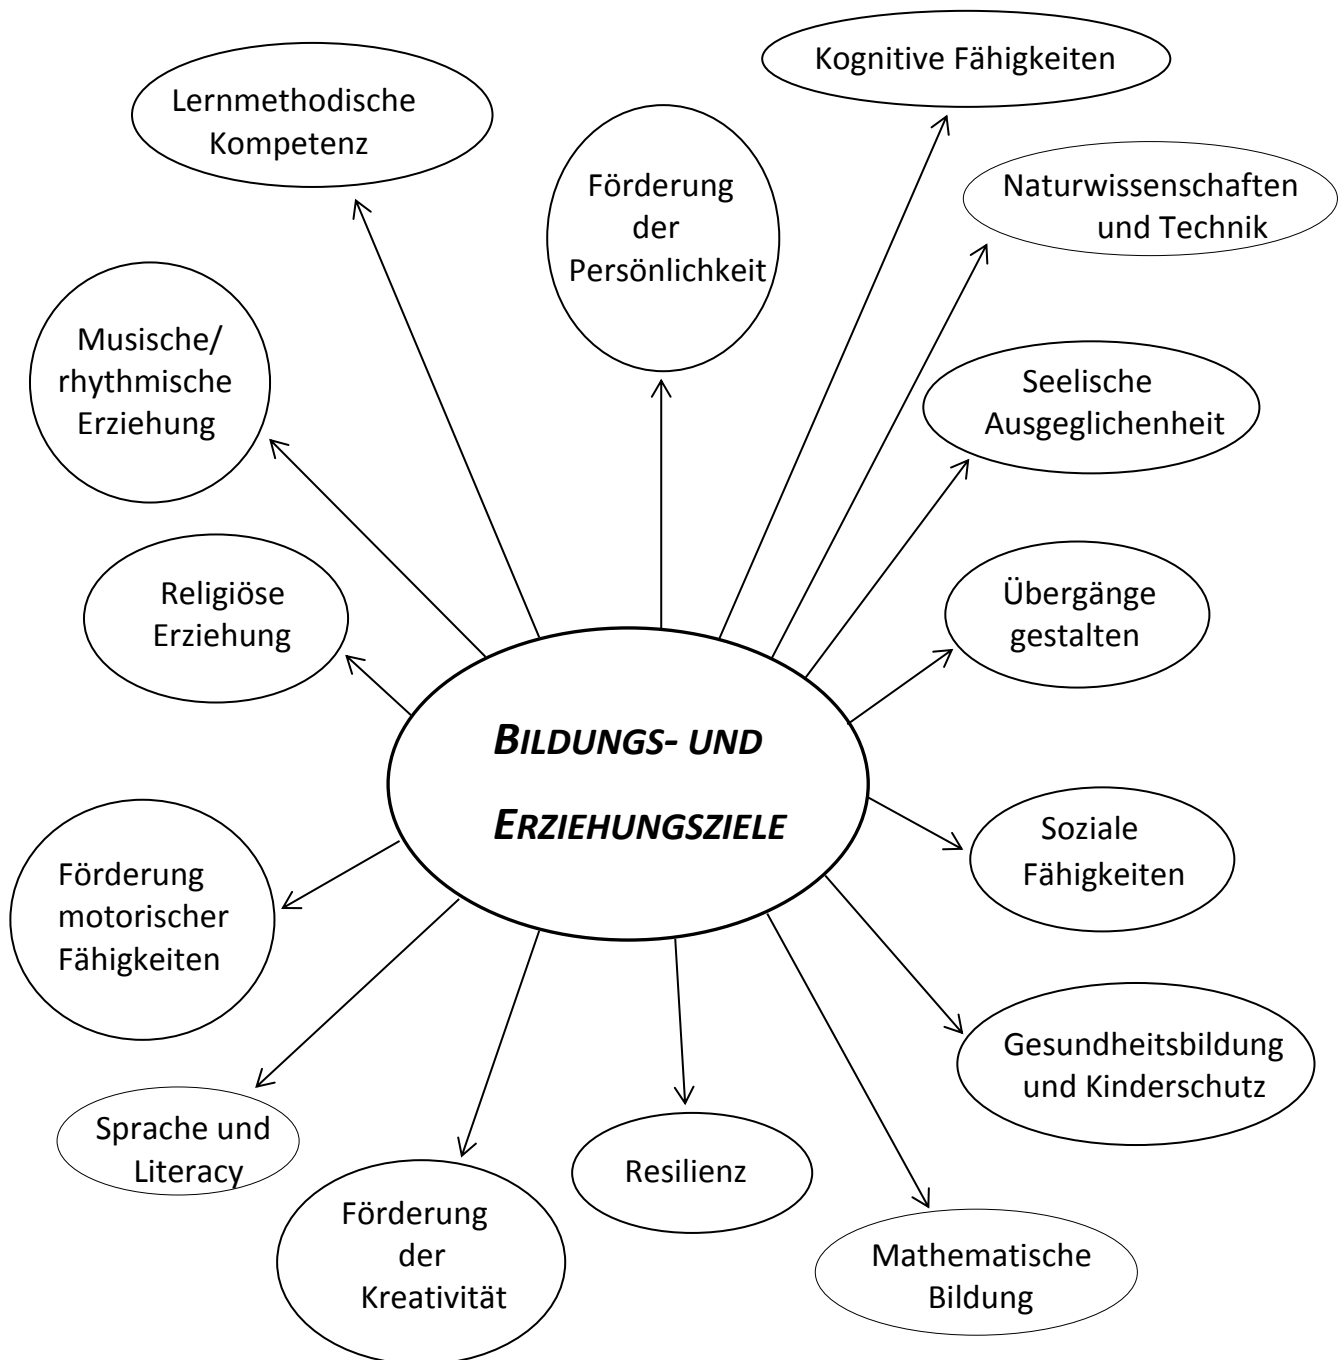 Kognitive Fähigkeiten
Lernmethodische
Kompetenz
Förderung
der
Persönlichkeit
Naturwissenschaften
und Technik
Musische/
rhythmische
Erziehung
Seelische
Ausgeglichenheit
Religiöse
Erziehung
Übergänge
gestalten
BILDUNGS- UND
ERZIEHUNGSZIELE
Soziale
Fähigkeiten
Förderung
motorischer
Fähigkeiten
Gesundheitsbildung
und Kinderschutz
Sprache und
Literacy
Resilienz
Förderung
der
Kreativität
Mathematische
Bildung